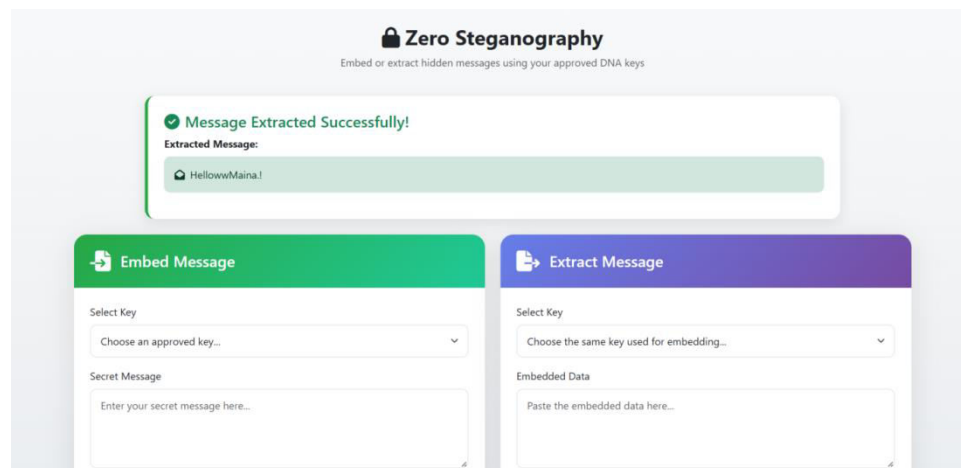 Zero Steganography
Embed or extract hidden messages using your approved DNA keys
Message Extracted Successfully!
Extracted Message:
HellowwMaina.!
Embed Message
Select Key
Choose an approved key...
Secret Message
Enter your secret message here...
Extract Message
Select Key
Choose the same key used for embedding...
Embedded Data
Paste the embedded data here...